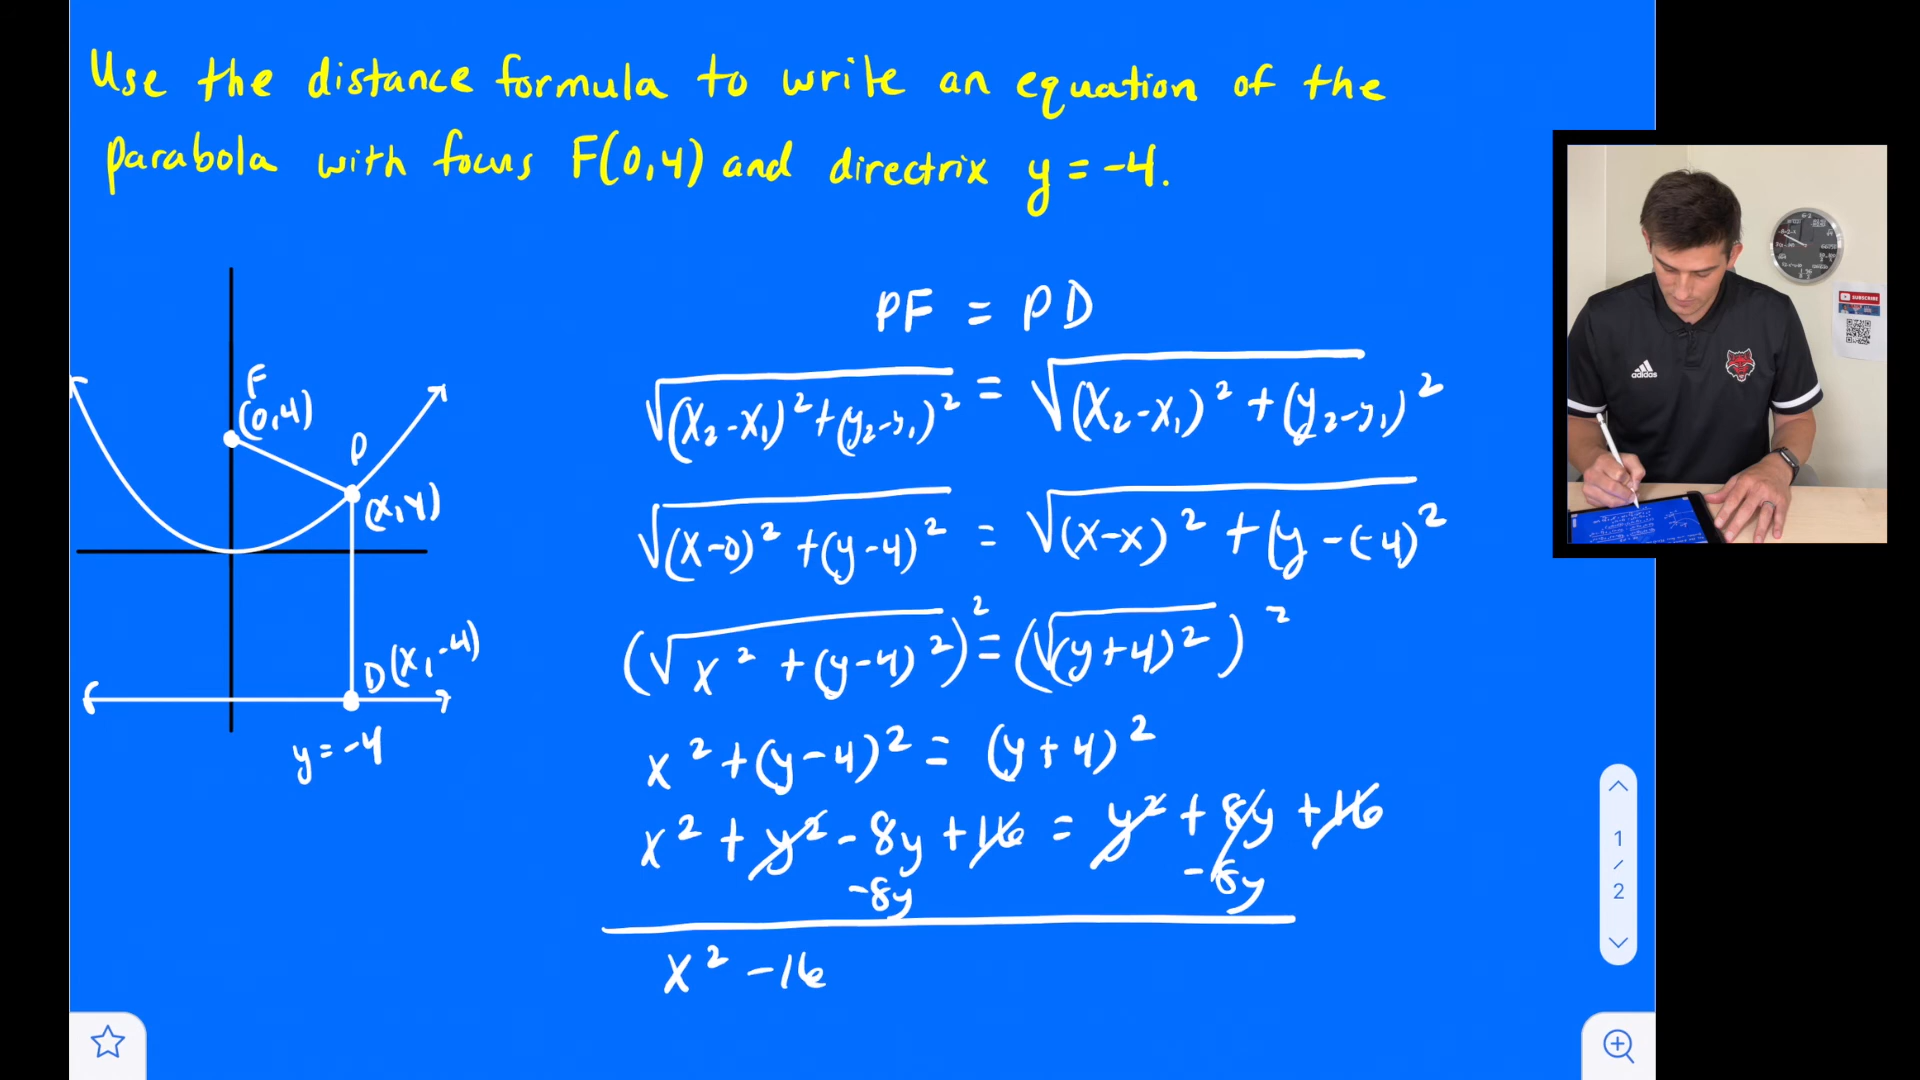 Use the distance formula to write an equation of the
parabola with focus F(0,4) and directrix y = -4.
F
(0,4)
P
(x,y)
D(x,-4)
y=-4
PF = PD
√(x₂-x₁)²+(y₂-y₁)² = √(x₂-x₁)²+(y₂-y₁)²
√(x-0)²+(y-4)² = √(x-x)²+(y-(-4)²
(√x²+(y-4)²)² = (√(y+4)²)²
x²+(y-4)² = (y+4)²
x²+y²-8y+16 = y²+8y+16
-8y -8y
x²-16
adidas
SUBSCRIBE
1
/
2